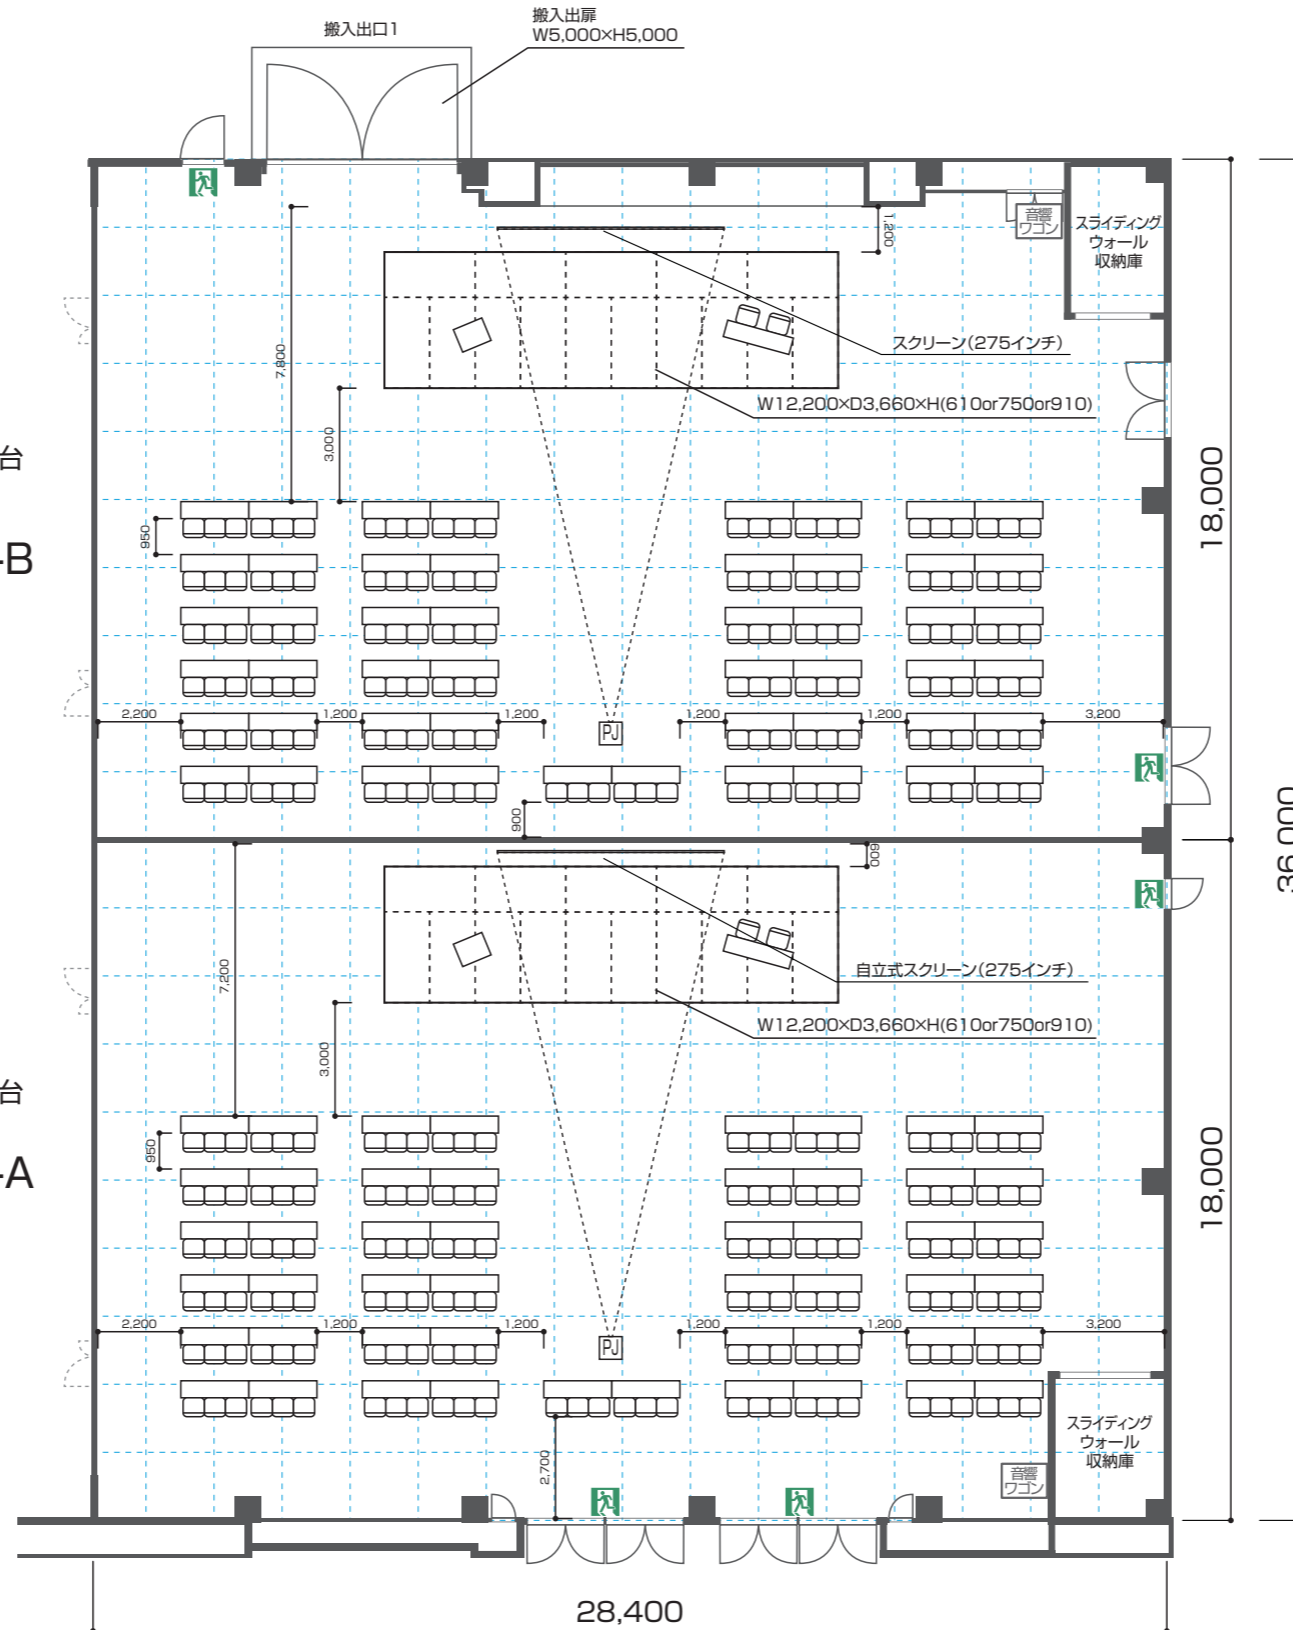 搬入出口1
搬入出扉
W5,000×H5,000
音響
ワゴン
スライディング
ウォール
収納庫
1,200
7,800
スクリーン(275インチ)
W12,200×D3,660×H(610or750or910)
3,000
台
18,000
950
-B
2,200
1,200
1,200
PJ
1,200
1,200
3,200
900
36,000
600
7,200
自立式スクリーン(275インチ)
W12,200×D3,660×H(610or750or910)
3,000
台
950
-A
18,000
2,200
1,200
1,200
PJ
1,200
1,200
3,200
スライディング
ウォール
収納庫
音響
ワゴン
2,700
28,400